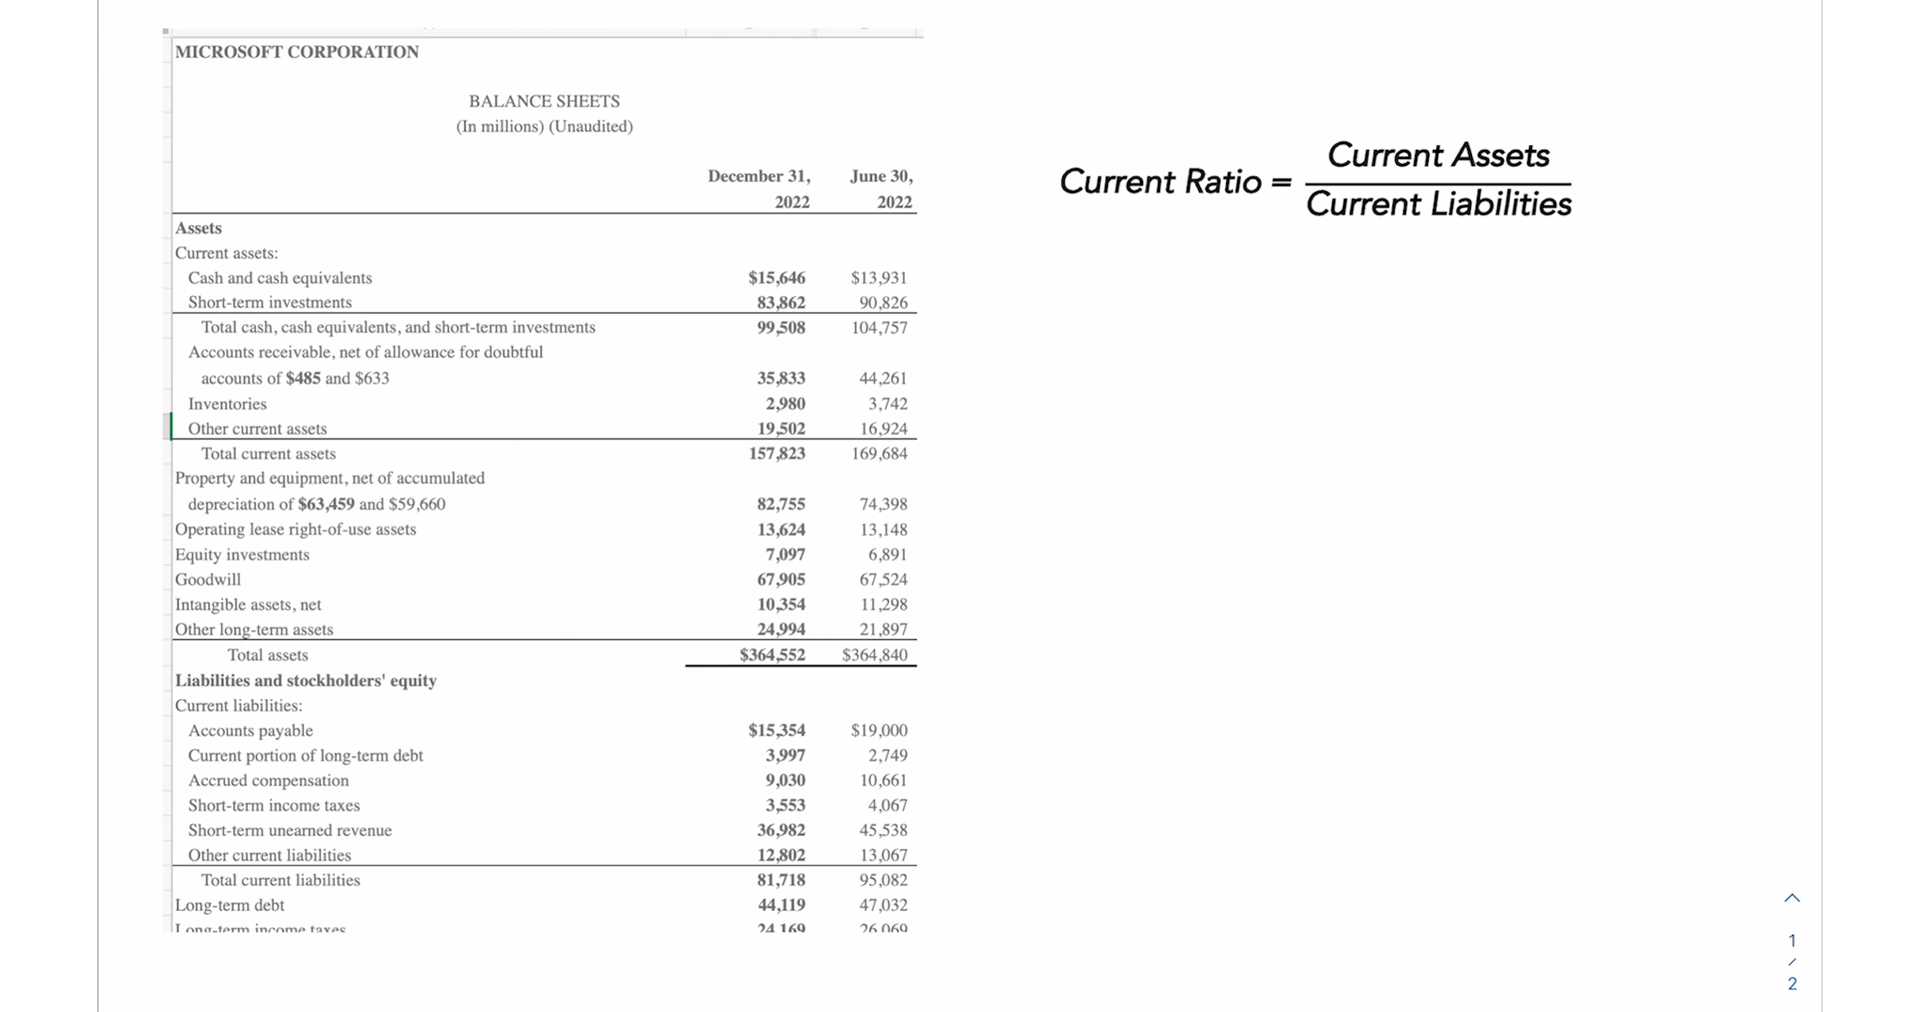 MICROSOFT CORPORATION
BALANCE SHEETS
(In millions) (Unaudited)
December 31, June 30,
2022 2022
Assets
Current assets:
Cash and cash equivalents $15,646 $13,931
Short-term investments 83,862 90,826
Total cash, cash equivalents, and short-term investments 99,508 104,757
Accounts receivable, net of allowance for doubtful
accounts of $485 and $633 35,833 44,261
Inventories 2,980 3,742
Other current assets 19,502 16,924
Total current assets 157,823 169,684
Property and equipment, net of accumulated
depreciation of $63,459 and $59,660 82,755 74,398
Operating lease right-of-use assets 13,624 13,148
Equity investments 7,097 6,891
Goodwill 67,905 67,524
Intangible assets, net 10,354 11,298
Other long-term assets 24,994 21,897
Total assets $364,552 $364,840
Liabilities and stockholders' equity
Current liabilities:
Accounts payable $15,354 $19,000
Current portion of long-term debt 3,997 2,749
Accrued compensation 9,030 10,661
Short-term income taxes 3,553 4,067
Short-term unearned revenue 36,982 45,538
Other current liabilities 12,802 13,067
Total current liabilities 81,718 95,082
Long-term debt 44,119 47,032
Long-term income taxes 24,169 26,069
Current Assets
Current Ratio =
Current Liabilities
1
/
2